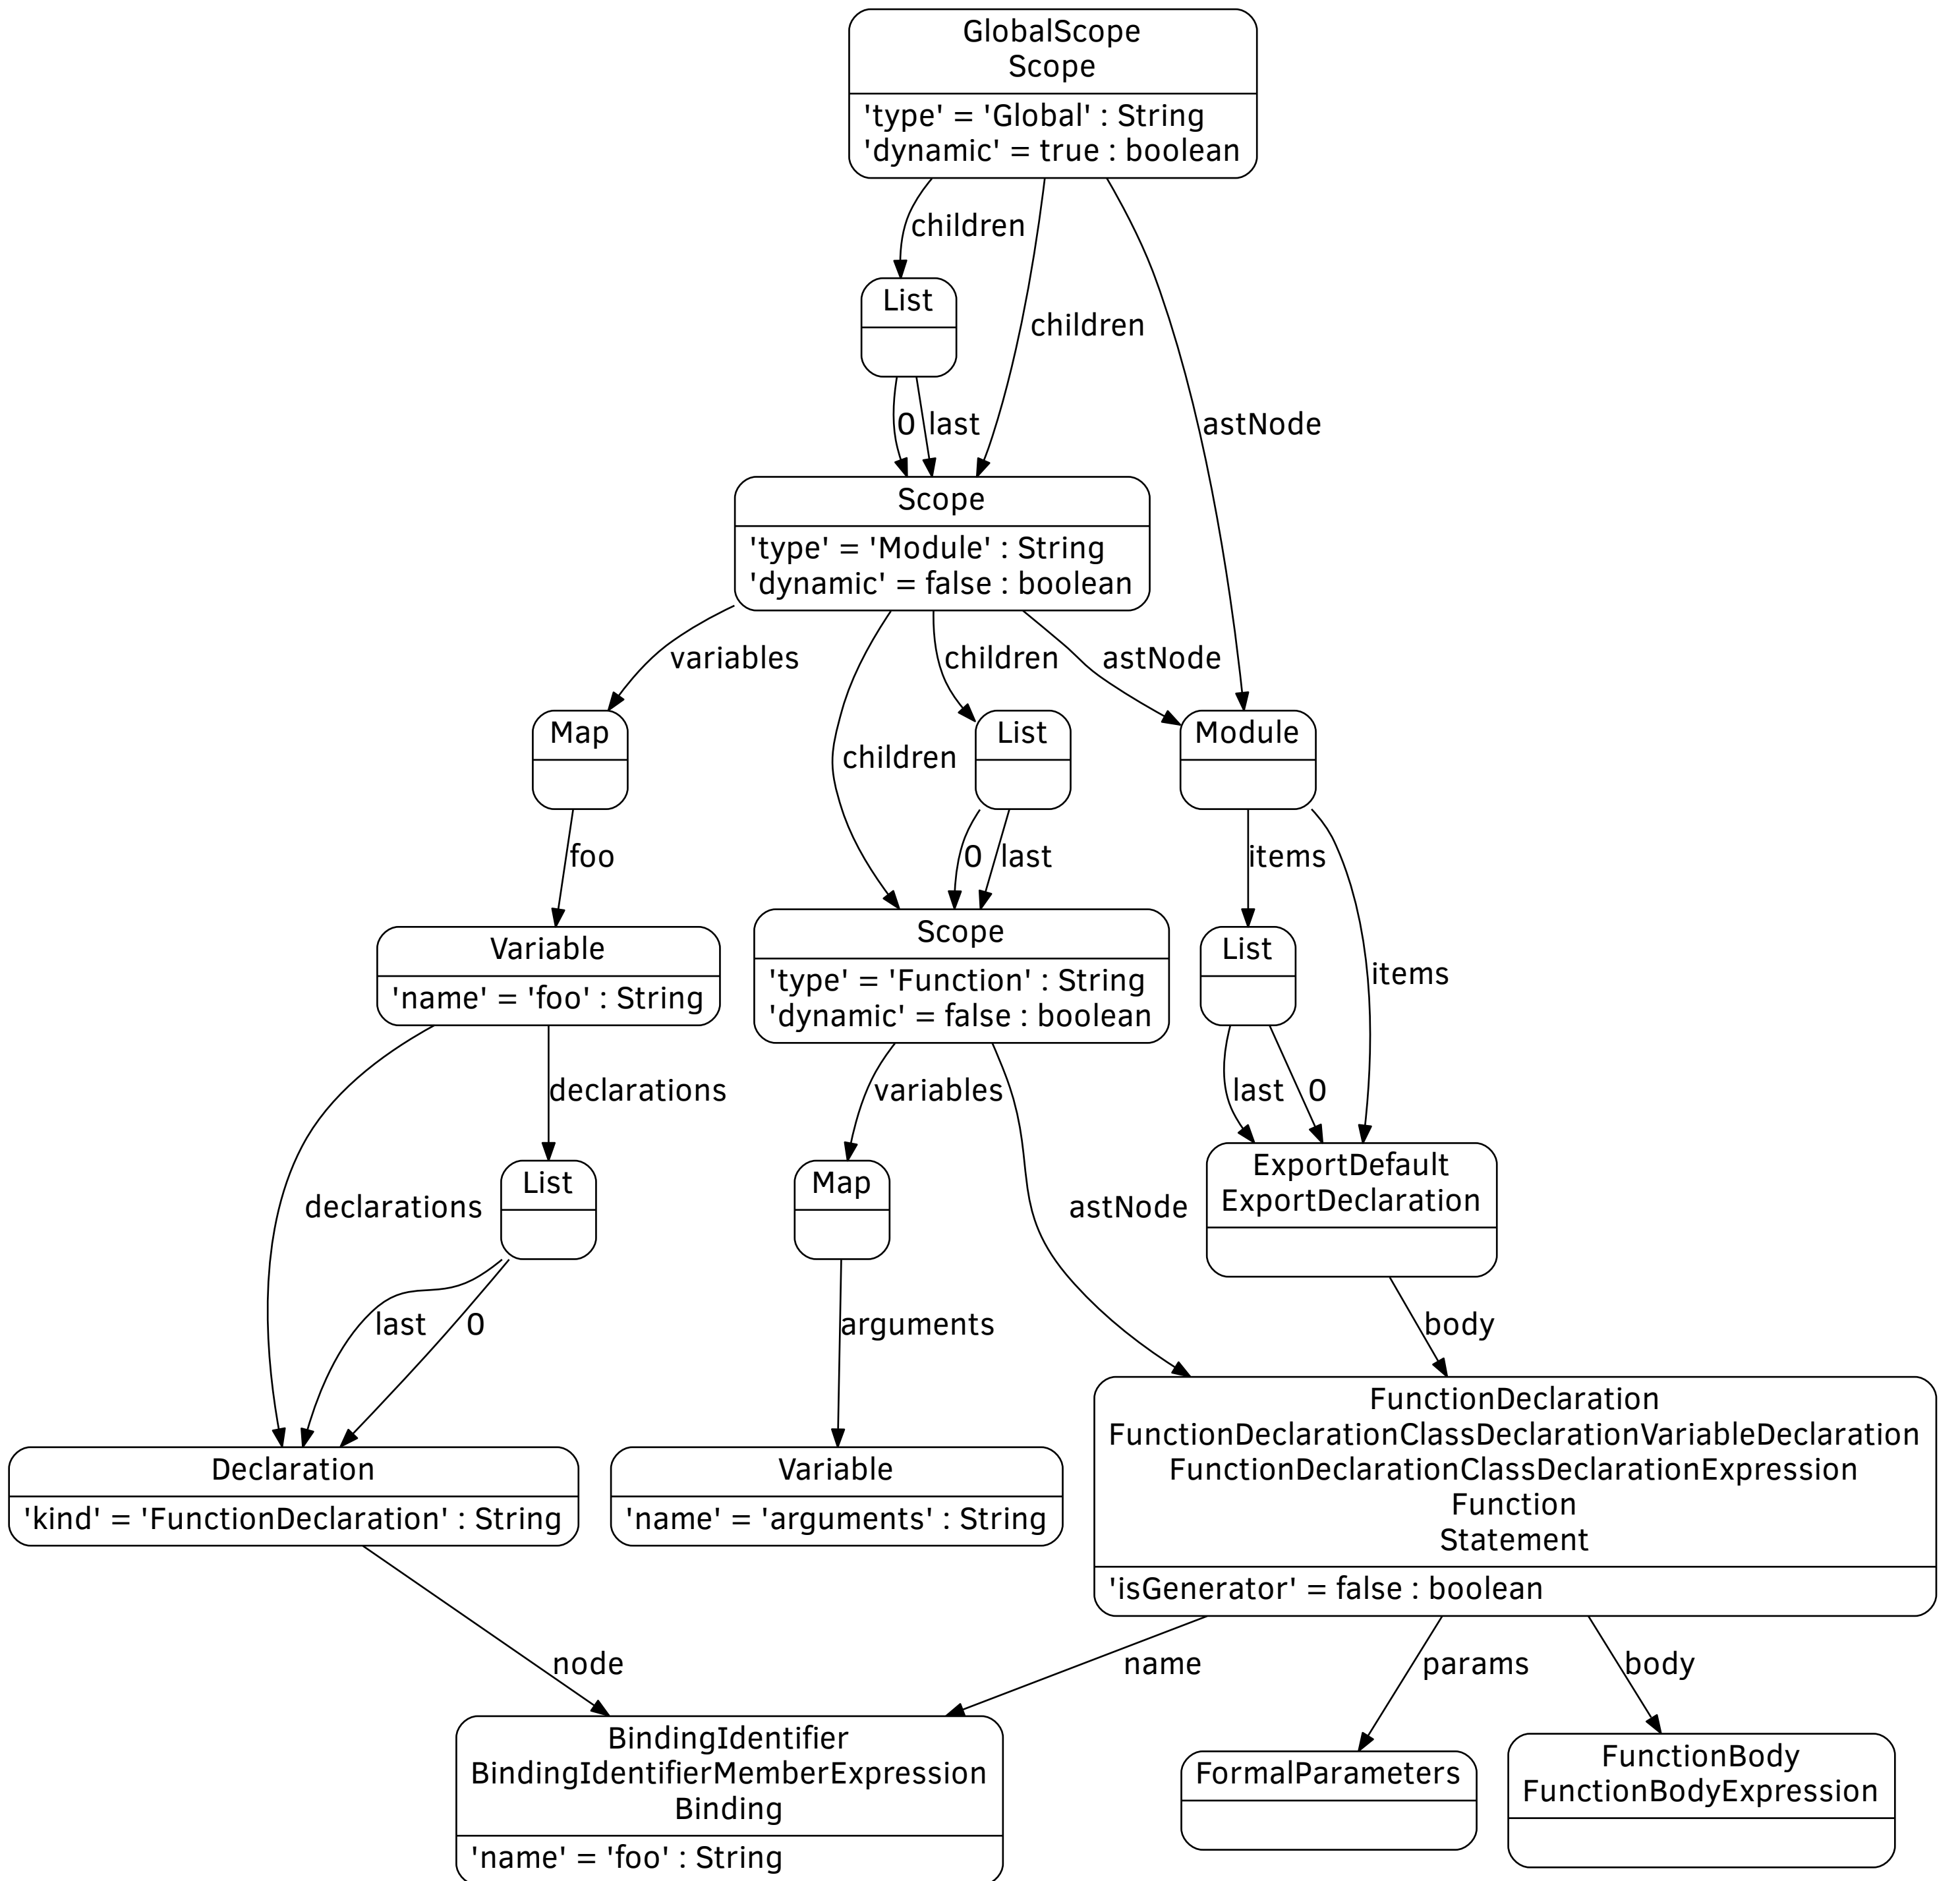 GlobalScope
Scope
'type' = 'Global' : String
'dynamic' = true : boolean
children
List
children
0
last
astNode
Scope
'type' = 'Module' : String
'dynamic' = false : boolean
variables
children
astNode
Map
List
Module
children
foo
0
last
items
Variable
'name' = 'foo' : String
Scope
'type' = 'Function' : String
'dynamic' = false : boolean
List
items
declarations
variables
last
0
List
Map
ExportDefault
ExportDeclaration
declarations
astNode
last
0
arguments
body
Declaration
'kind' = 'FunctionDeclaration' : String
Variable
'name' = 'arguments' : String
FunctionDeclaration
FunctionDeclarationClassDeclarationVariableDeclaration
FunctionDeclarationClassDeclarationExpression
Function
Statement
'isGenerator' = false : boolean
node
name
params
body
BindingIdentifier
BindingIdentifierMemberExpression
Binding
'name' = 'foo' : String
FormalParameters
FunctionBody
FunctionBodyExpression